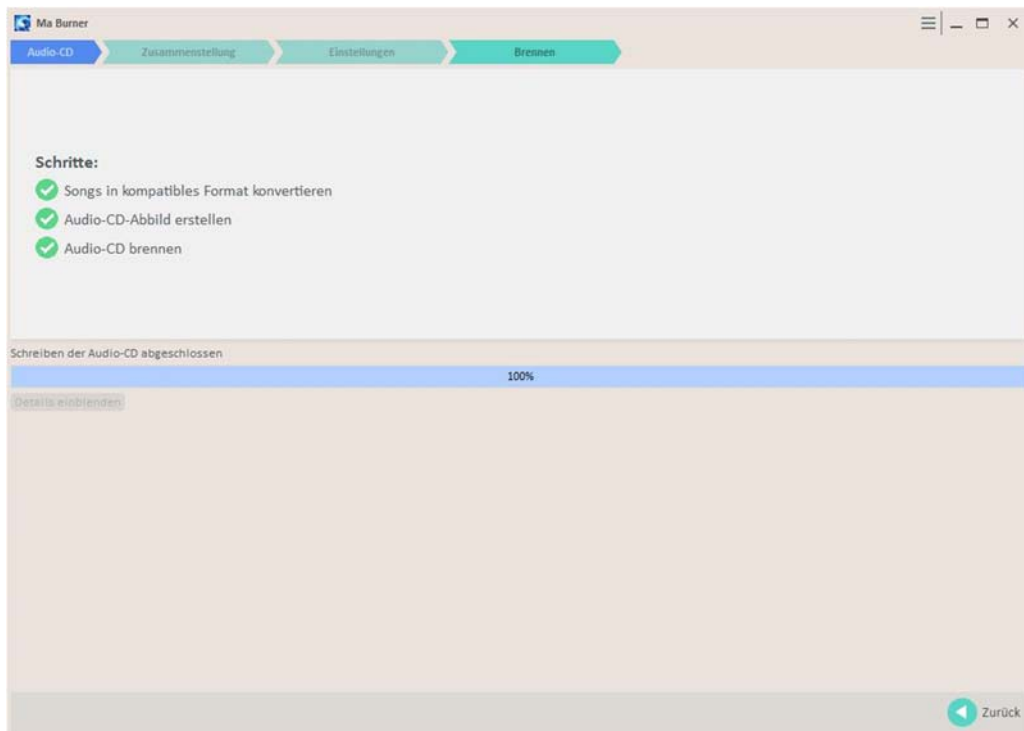 Ma Burner
Audio-CD Zusammenstellung Einstellungen Brennen
Schritte:
Songs in kompatibles Format konvertieren
Audio-CD-Abbild erstellen
Audio-CD brennen
Schreiben der Audio-CD abgeschlossen
100%
Details einblenden
Zurück